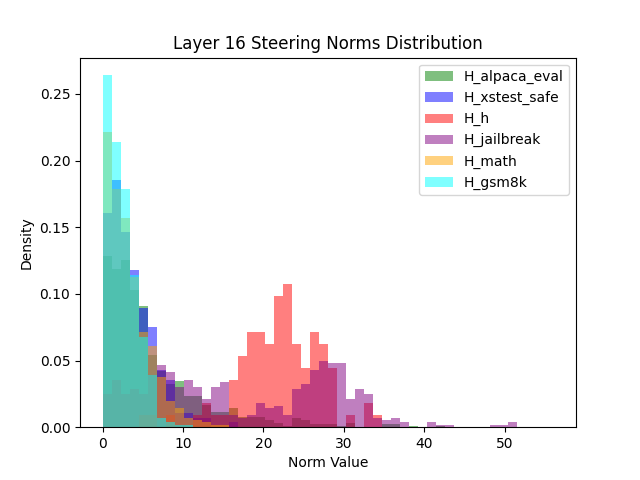 Layer 16 Steering Norms Distribution
H_alpaca_eval
H_xstest_safe
H_h
H_jailbreak
H_math
H_gsm8k
Density
0.25
0.20
0.15
0.10
0.05
0.00
0
10
20
30
40
50
Norm Value